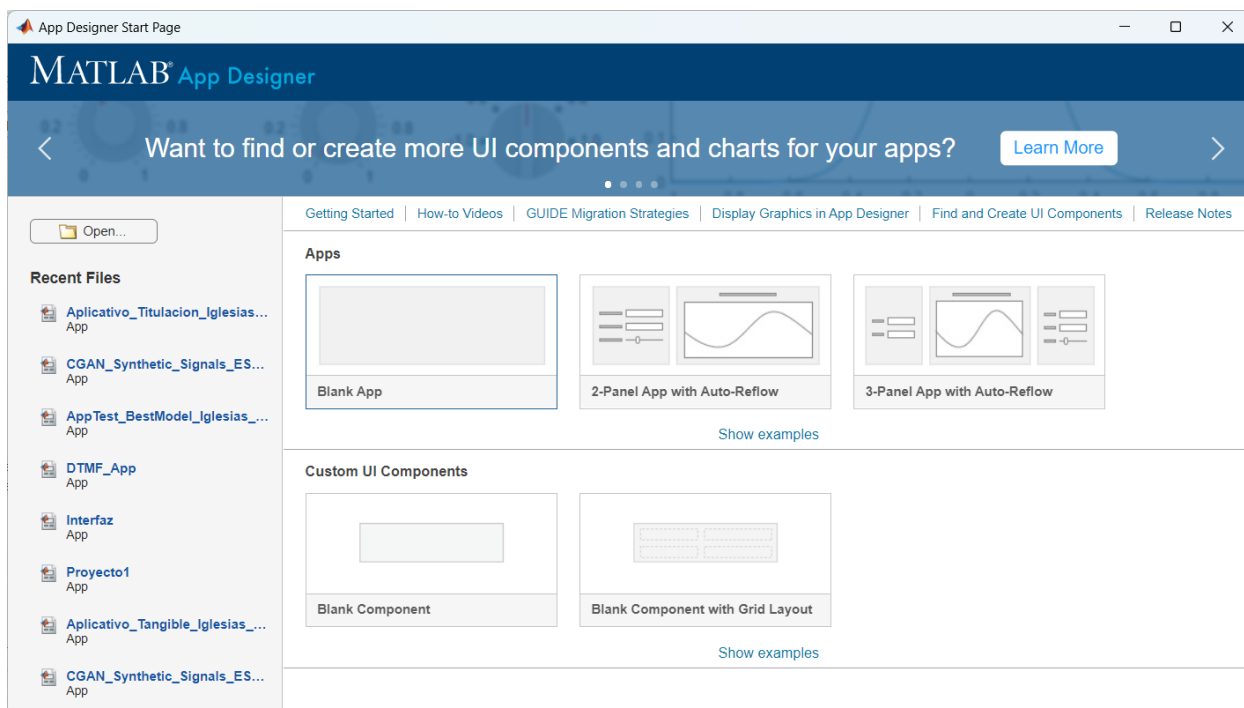 App Designer Start Page
MATLAB® App Designer
Want to find or create more UI components and charts for your apps?
Learn More
Open...
Recent Files
Aplicativo_Titulacion_Iglesias...
App
CGAN_Synthetic_Signals_ES...
App
AppTest_BestModel_Iglesias_...
App
DTMF_App
App
Interfaz
App
Proyecto1
App
Aplicativo_Tangible_Iglesias_...
App
CGAN_Synthetic_Signals_ES...
App
Getting Started | How-to Videos | GUIDE Migration Strategies | Display Graphics in App Designer | Find and Create UI Components | Release Notes
Apps
Blank App
2-Panel App with Auto-Reflow
3-Panel App with Auto-Reflow
Show examples
Custom UI Components
Blank Component
Blank Component with Grid Layout
Show examples